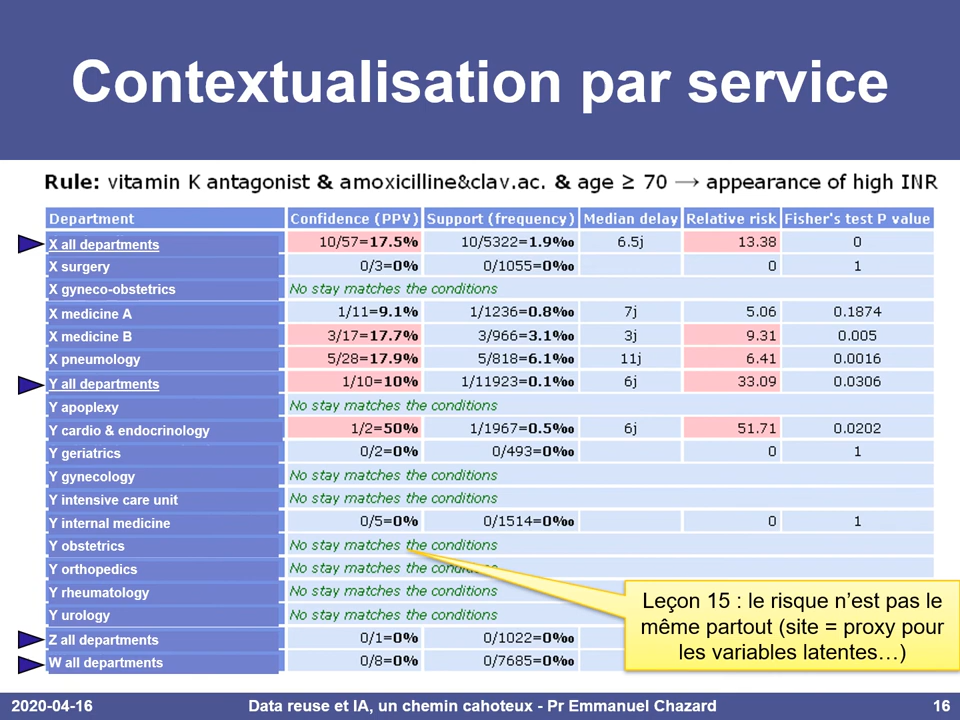 Contextualisation par service
Rule: vitamin K antagonist & amoxicilline&clav.ac. & age ≥ 70 → appearance of high INR
Department Confidence (PPV) Support (frequency) Median delay Relative risk Fisher's test P value
X all departments 10/57=17.5% 10/5322=1.9‰ 6.5j 13.38 0
X surgery 0/3=0% 0/1055=0‰ 0 1
X gyneco-obstetrics No stay matches the conditions
X medicine A 1/11=9.1% 1/1236=0.8‰ 7j 5.06 0.1874
X medicine B 3/17=17.7% 3/966=3.1‰ 3j 9.31 0.005
X pneumology 5/28=17.9% 5/818=6.1‰ 11j 6.41 0.0016
Y all departments 1/10=10% 1/11923=0.1‰ 6j 33.09 0.0306
Y apoplexy No stay matches the conditions
Y cardio & endocrinology 1/2=50% 1/1967=0.5‰ 6j 51.71 0.0202
Y geriatrics 0/2=0% 0/493=0‰ 0 1
Y gynecology No stay matches the conditions
Y intensive care unit No stay matches the conditions
Y internal medicine 0/5=0% 0/1514=0‰ 0 1
Y obstetrics No stay matches the conditions
Y orthopedics No stay matches the conditions
Y rheumatology No stay matches the conditions
Y urology No stay matches the conditions
Z all departments 0/1=0% 0/1022=0‰
W all departments 0/8=0% 0/7685=0‰
Leçon 15 : le risque n'est pas le
même partout (site = proxy pour
les variables latentes…)
2020-04-16 Data reuse et IA, un chemin cahoteux - Pr Emmanuel Chazard 16